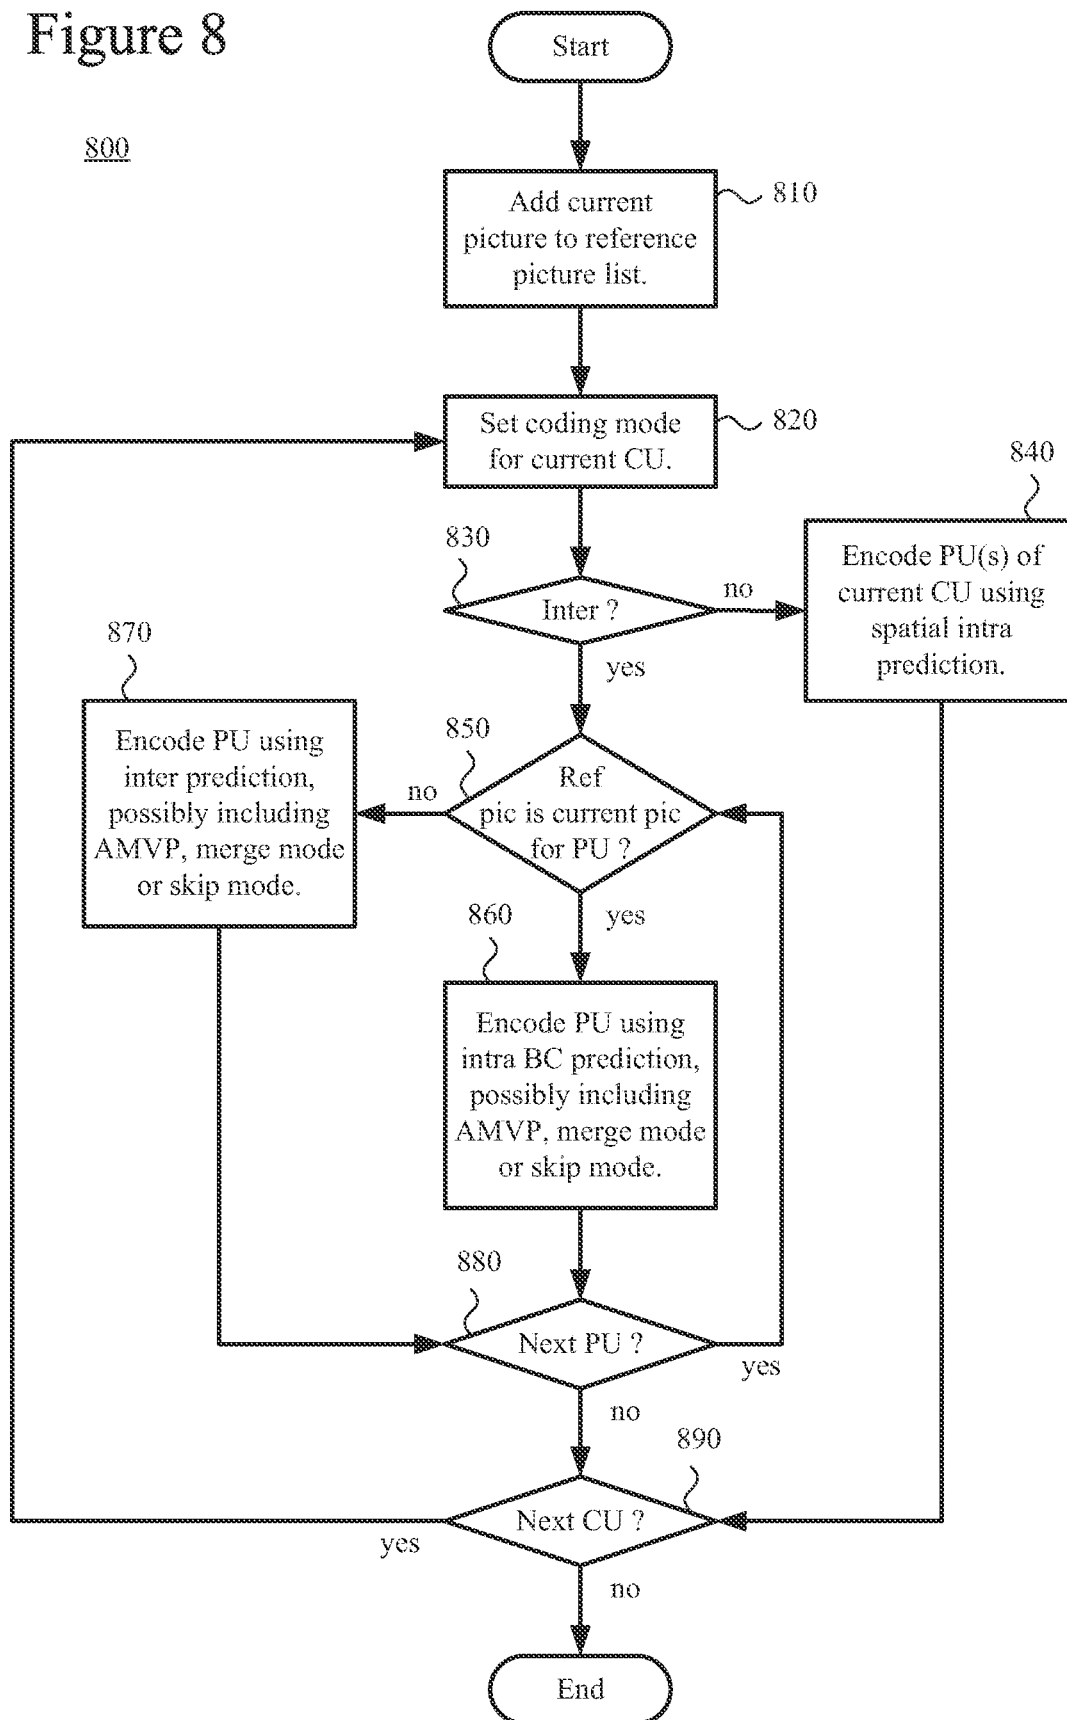 Figure 8
Start
800
810
Add current
picture to reference
picture list.
820
Set coding mode
for current CU.
840
830
Encode PU(s) of
current CU using
spatial intra
prediction.
Inter ?
no
yes
870
850
Encode PU using
inter prediction,
possibly including
AMVP, merge mode
or skip mode.
no
Ref
pic is current pic
for PU ?
yes
860
Encode PU using
intra BC prediction,
possibly including
AMVP, merge mode
or skip mode.
880
Next PU ?
yes
no
890
Next CU ?
yes
no
End